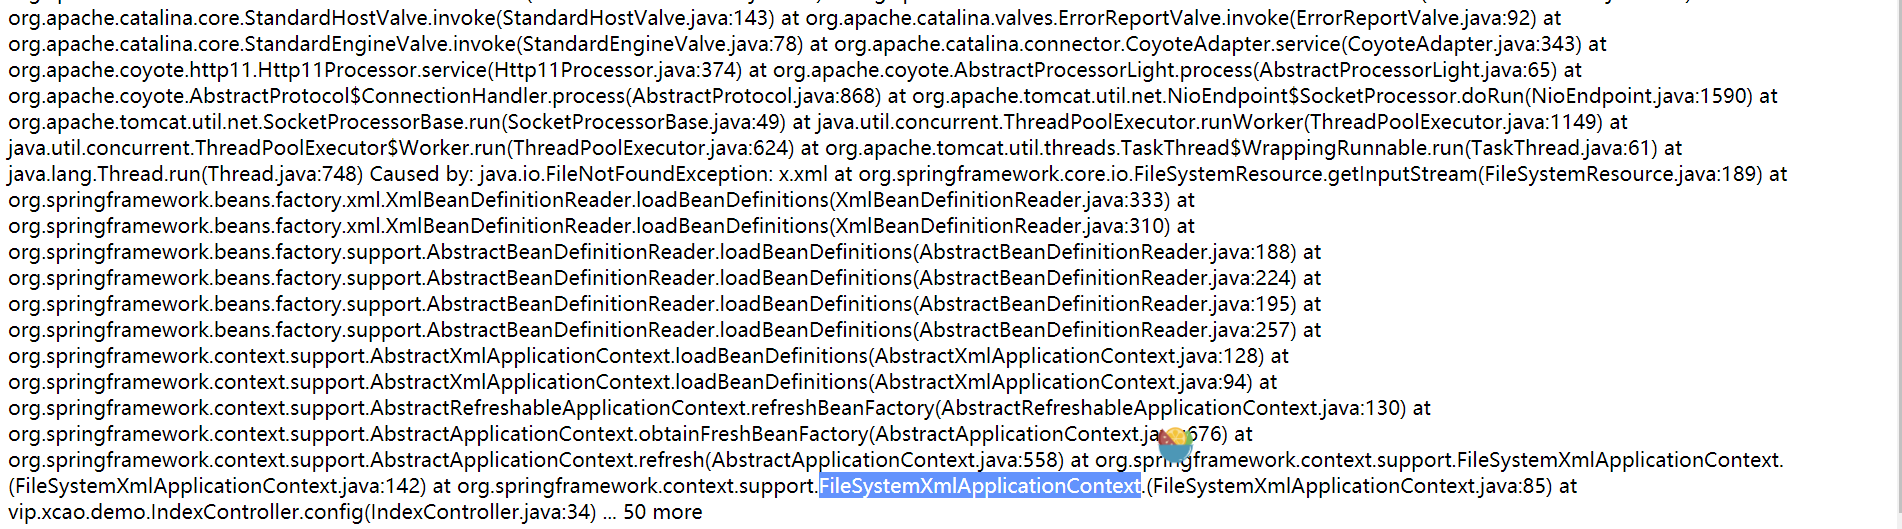 org.apache.catalina.core.StandardHostValve.invoke(StandardHostValve.java:143) at org.apache.catalina.valves.ErrorReportValve.invoke(ErrorReportValve.java:92) at
org.apache.catalina.core.StandardEngineValve.invoke(StandardEngineValve.java:78) at org.apache.catalina.connector.CoyoteAdapter.service(CoyoteAdapter.java:343) at
org.apache.coyote.http11.Http11Processor.service(Http11Processor.java:374) at org.apache.coyote.AbstractProcessorLight.process(AbstractProcessorLight.java:65) at
org.apache.coyote.AbstractProtocol$ConnectionHandler.process(AbstractProtocol.java:868) at org.apache.tomcat.util.net.NioEndpoint$SocketProcessor.doRun(NioEndpoint.java:1590) at
org.apache.tomcat.util.net.SocketProcessorBase.run(SocketProcessorBase.java:49) at java.util.concurrent.ThreadPoolExecutor.runWorker(ThreadPoolExecutor.java:1149) at
java.util.concurrent.ThreadPoolExecutor$Worker.run(ThreadPoolExecutor.java:624) at org.apache.tomcat.util.threads.TaskThread$WrappingRunnable.run(TaskThread.java:61) at
java.lang.Thread.run(Thread.java:748) Caused by: java.io.FileNotFoundException: x.xml at org.springframework.core.io.FileSystemResource.getInputStream(FileSystemResource.java:189) at
org.springframework.beans.factory.xml.XmlBeanDefinitionReader.loadBeanDefinitions(XmlBeanDefinitionReader.java:333) at
org.springframework.beans.factory.xml.XmlBeanDefinitionReader.loadBeanDefinitions(XmlBeanDefinitionReader.java:310) at
org.springframework.beans.factory.support.AbstractBeanDefinitionReader.loadBeanDefinitions(AbstractBeanDefinitionReader.java:188) at
org.springframework.beans.factory.support.AbstractBeanDefinitionReader.loadBeanDefinitions(AbstractBeanDefinitionReader.java:224) at
org.springframework.beans.factory.support.AbstractBeanDefinitionReader.loadBeanDefinitions(AbstractBeanDefinitionReader.java:195) at
org.springframework.beans.factory.support.AbstractBeanDefinitionReader.loadBeanDefinitions(AbstractBeanDefinitionReader.java:257) at
org.springframework.context.support.AbstractXmlApplicationContext.loadBeanDefinitions(AbstractXmlApplicationContext.java:128) at
org.springframework.context.support.AbstractXmlApplicationContext.loadBeanDefinitions(AbstractXmlApplicationContext.java:94) at
org.springframework.context.support.AbstractRefreshableApplicationContext.refreshBeanFactory(AbstractRefreshableApplicationContext.java:130) at
org.springframework.context.support.AbstractApplicationContext.obtainFreshBeanFactory(AbstractApplicationContext.java:676) at
org.springframework.context.support.AbstractApplicationContext.refresh(AbstractApplicationContext.java:558) at org.springframework.context.support.FileSystemXmlApplicationContext.
(FileSystemXmlApplicationContext.java:142) at org.springframework.context.support.FileSystemXmlApplicationContext.(FileSystemXmlApplicationContext.java:85) at
vip.xcao.demo.IndexController.config(IndexController.java:34) ... 50 more